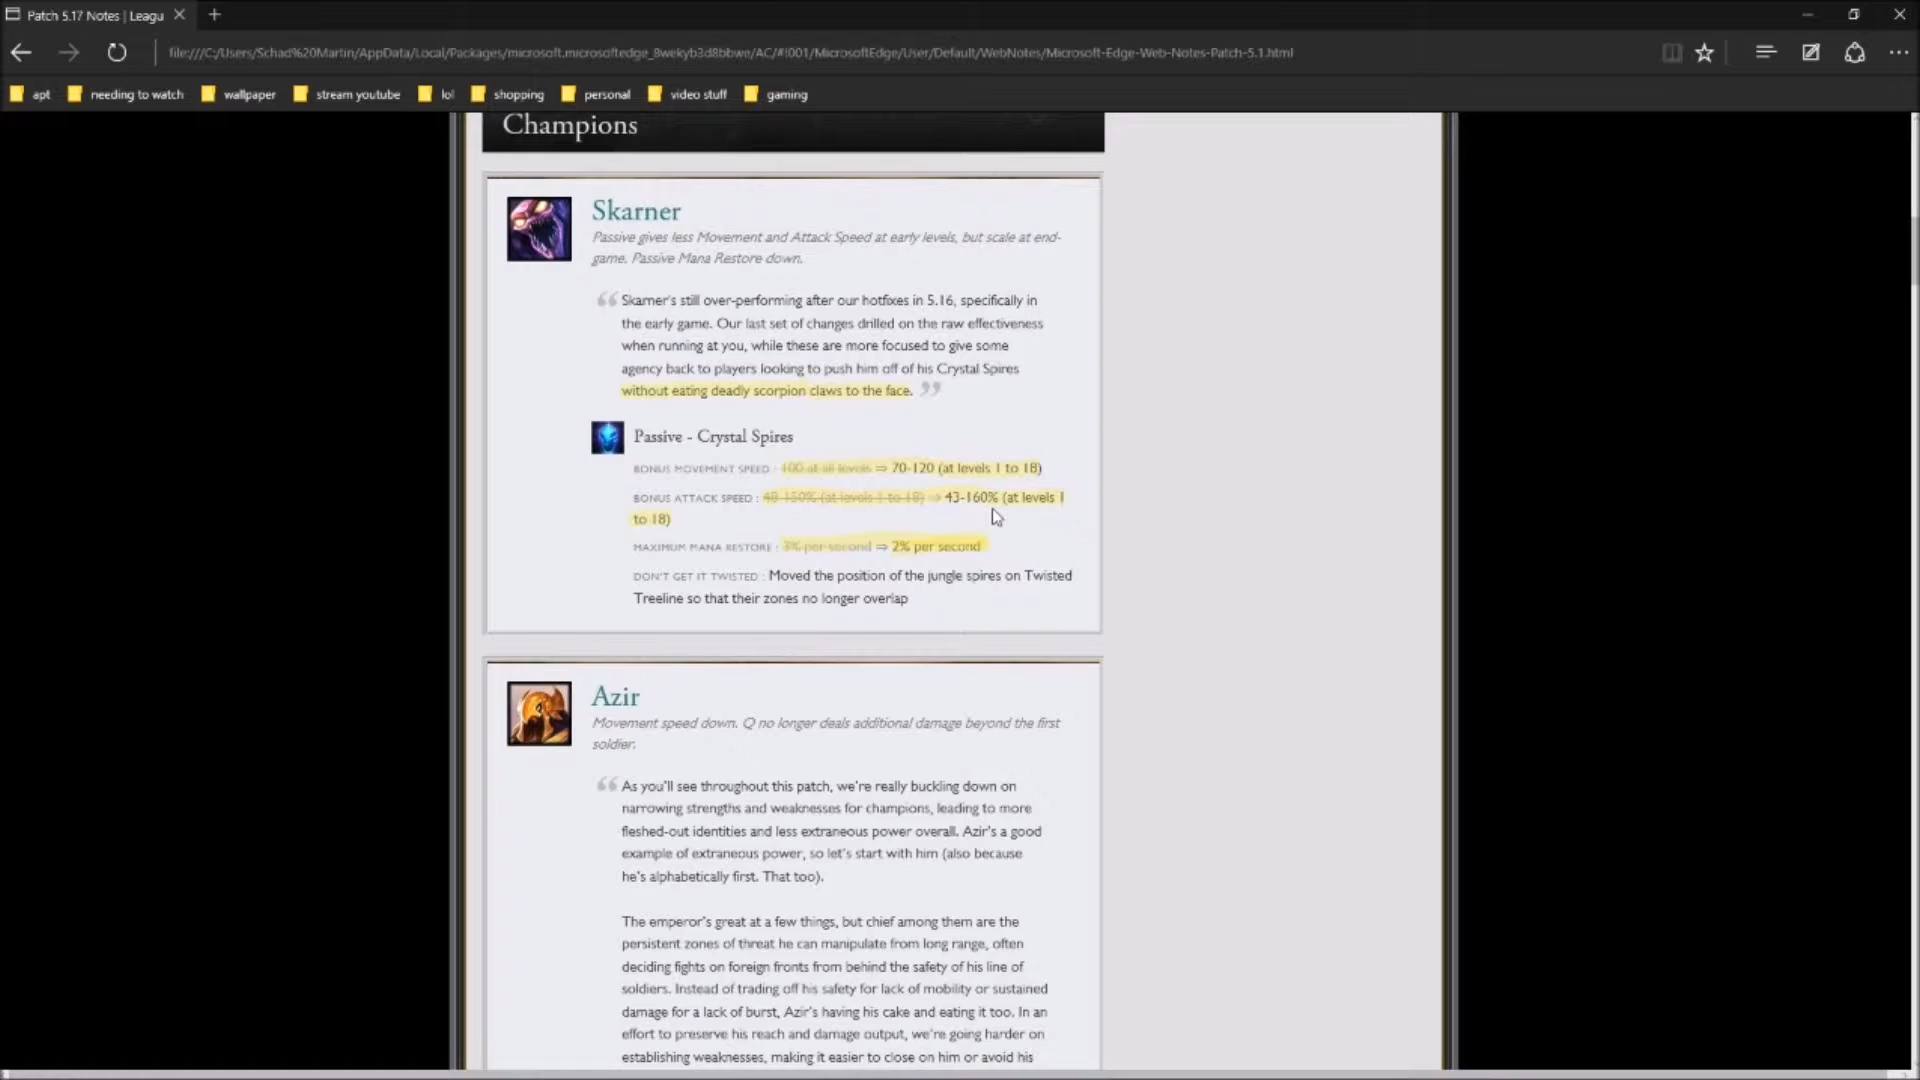 Patch 5.17 Notes | Leagu
file:///C:/Users/Schad%20Martin/AppData/Local/Packages/microsoft.microsoftedge_8wekyb3d8bbwe/AC/#!001/MicrosoftEdge/User/Default/WebNotes/Microsoft-Edge-Web-Notes-Patch-5.1.html
apt needing to watch wallpaper stream youtube lol shopping personal video stuff gaming
Champions
Skarner
Passive gives less Movement and Attack Speed at early levels, but scale at end-
game. Passive Mana Restore down.
Skarner's still over-performing after our hotfixes in 5.16, specifically in
the early game. Our last set of changes drilled on the raw effectiveness
when running at you, while these are more focused to give some
agency back to players looking to push him off of his Crystal Spires
without eating deadly scorpion claws to the face.
Passive - Crystal Spires
BONUS MOVEMENT SPEED : 100 at all levels ⇒ 70-120 (at levels 1 to 18)
BONUS ATTACK SPEED : 48-150% (at levels 1 to 18) ⇒ 43-160% (at levels 1
to 18)
MAXIMUM MANA RESTORE : 3% per second ⇒ 2% per second
DON'T GET IT TWISTED : Moved the position of the jungle spires on Twisted
Treeline so that their zones no longer overlap
Azir
Movement speed down. Q no longer deals additional damage beyond the first
soldier.
As you'll see throughout this patch, we're really buckling down on
narrowing strengths and weaknesses for champions, leading to more
fleshed-out identities and less extraneous power overall. Azir's a good
example of extraneous power, so let's start with him (also because
he's alphabetically first. That too).
The emperor's great at a few things, but chief among them are the
persistent zones of threat he can manipulate from long range, often
deciding fights on foreign fronts from behind the safety of his line of
soldiers. Instead of trading off his safety for lack of mobility or sustained
damage for a lack of burst, Azir's having his cake and eating it too. In an
effort to preserve his reach and damage output, we're going harder on
establishing weaknesses, making it easier to close on him or avoid his